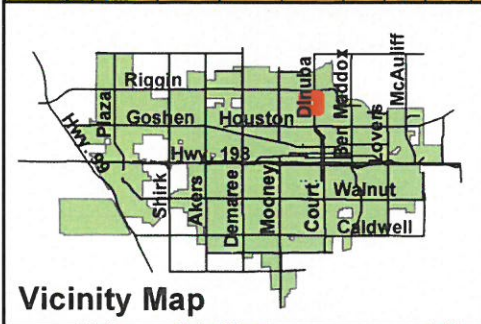 Riggin
Plaza
Goshen
Houston
Dinuba
Ben Maddox
McAuliff
Lovers
Hwy. 99
Hwy. 198
Shirk
Akers
Demaree
Mooney
Court
Walnut
Caldwell
Vicinity Map